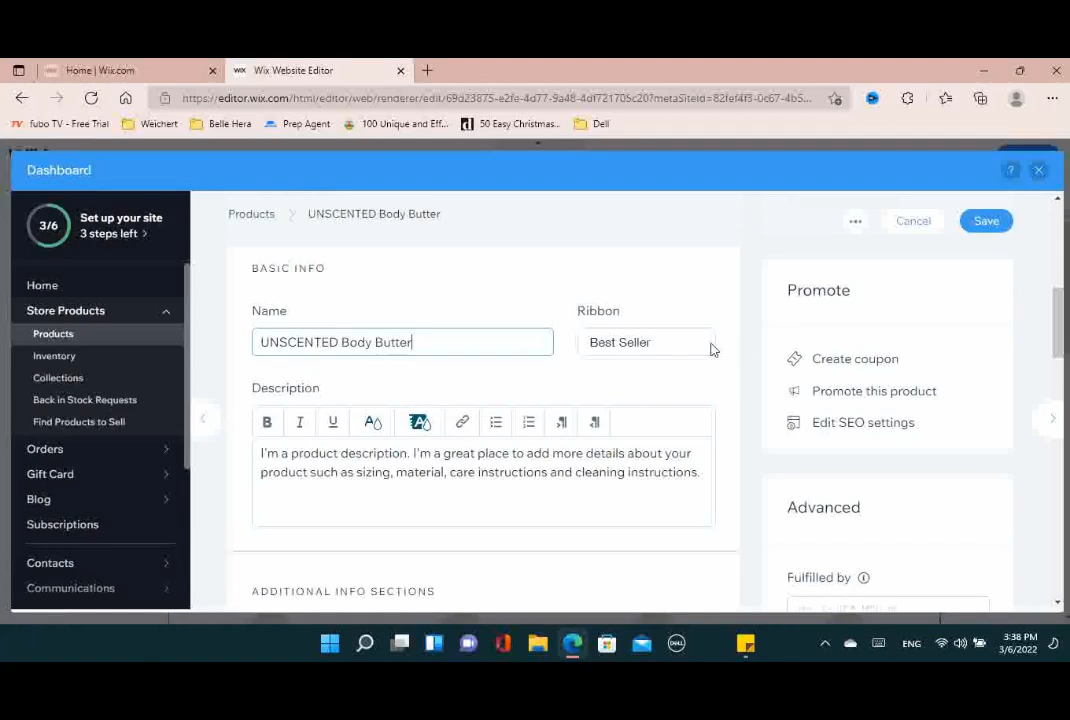 Home | Wix.com
WIX Wix Website Editor
https://editor.wix.com/html/editor/web/renderer/edit/69d23875-e2fe-4d77-9a48-4df721705c20?metaSiteId=82fef4f3-0c67-4b5...
fubo TV - Free Trial
Weichert
Belle Hera
Prep Agent
100 Unique and Eff...
50 Easy Christmas...
Dell
Dashboard
?
3/6
Set up your site
3 steps left
Home
Store Products
Products
Inventory
Collections
Back in Stock Requests
Find Products to Sell
Orders
Gift Card
Blog
Subscriptions
Contacts
Communications
Products
UNSCENTED Body Butter
Cancel
Save
BASIC INFO
Name
Ribbon
UNSCENTED Body Butter
Best Seller
Description
B I U A A
I'm a product description. I'm a great place to add more details about your
product such as sizing, material, care instructions and cleaning instructions.
ADDITIONAL INFO SECTIONS
Promote
Create coupon
Promote this product
Edit SEO settings
Advanced
Fulfilled by
DELL
ENG
3:38 PM
3/6/2022